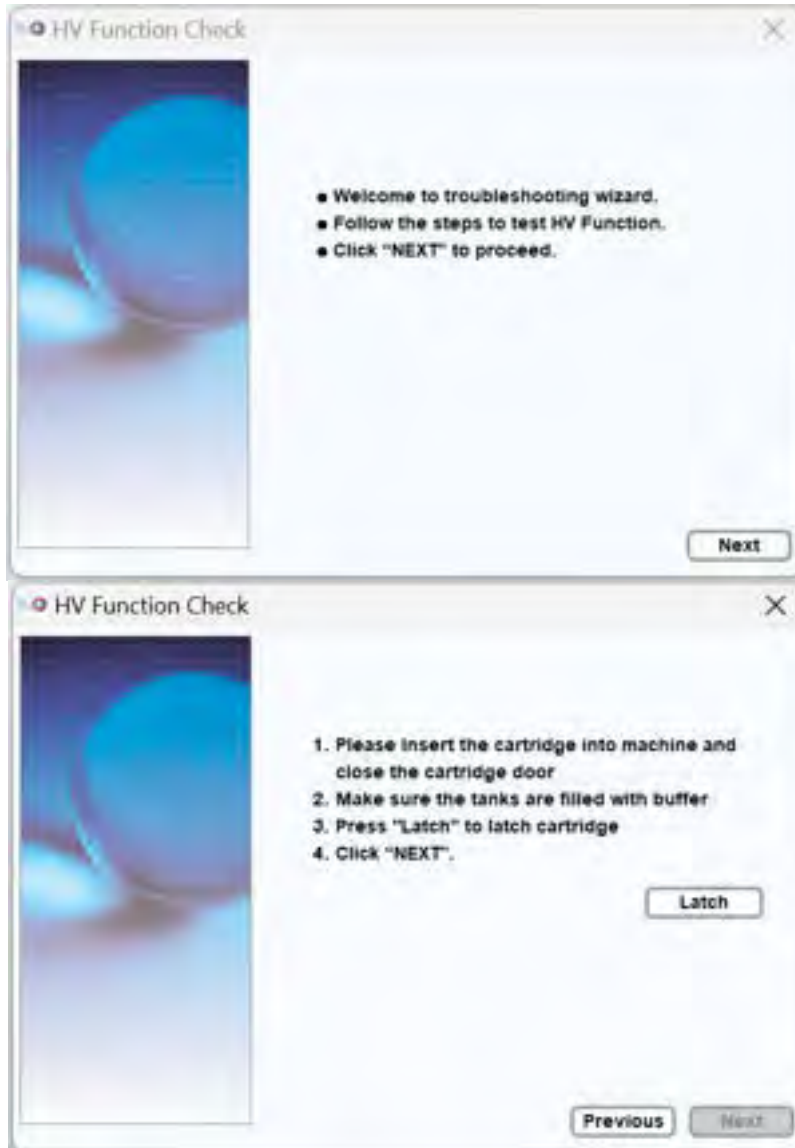 HV Function Check
• Welcome to troubleshooting wizard.
• Follow the steps to test HV Function.
• Click "NEXT" to proceed.
Next
HV Function Check
1. Please insert the cartridge into machine and
close the cartridge door
2. Make sure the tanks are filled with buffer
3. Press "Latch" to latch cartridge
4. Click "NEXT".
Latch
Previous
Next